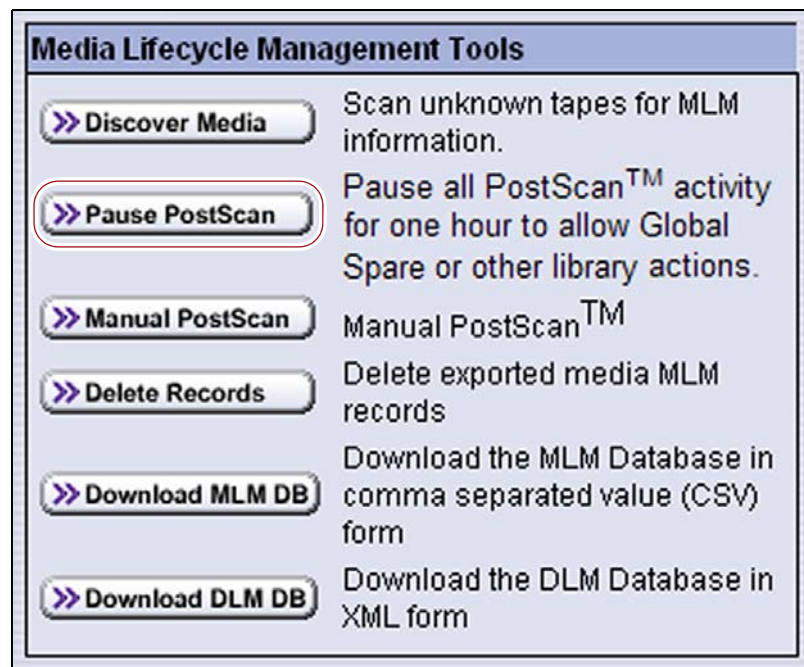 Media Lifecycle Management Tools
>> Discover Media
Scan unknown tapes for MLM
information.
>> Pause PostScan
Pause all PostScan™ activity
for one hour to allow Global
Spare or other library actions.
>> Manual PostScan
Manual PostScan™
>> Delete Records
Delete exported media MLM
records
>> Download MLM DB
Download the MLM Database in
comma separated value (CSV)
form
>> Download DLM DB
Download the DLM Database in
XML form